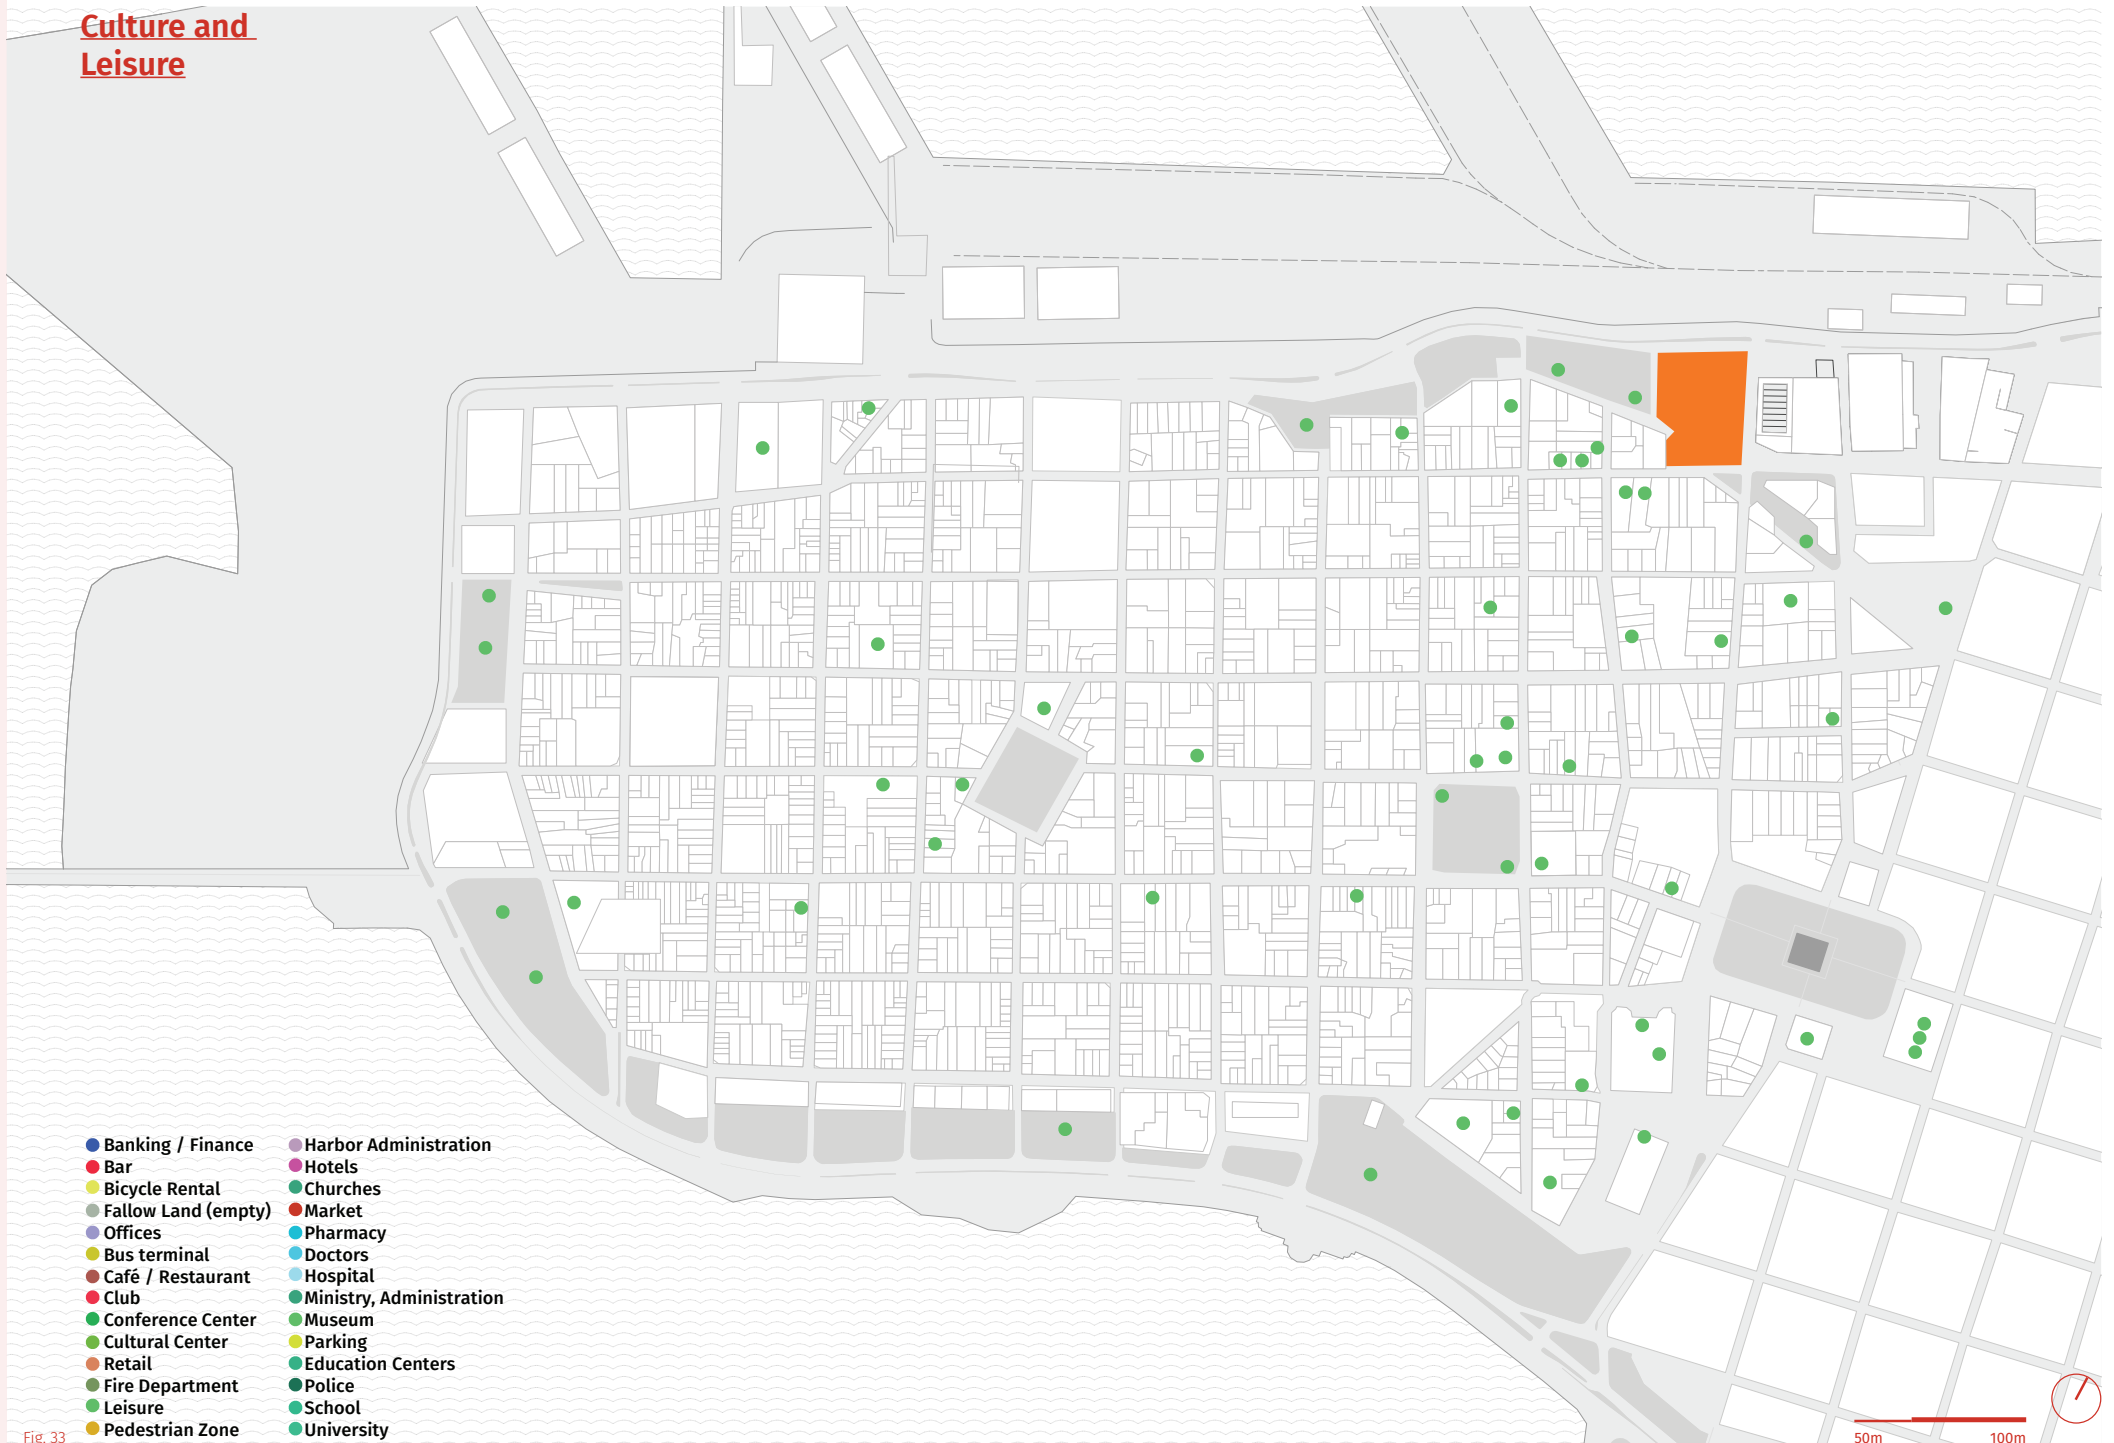 Culture and
Leisure
Banking / Finance
Bar
Bicycle Rental
Fallow Land (empty)
Offices
Bus terminal
Café / Restaurant
Club
Conference Center
Cultural Center
Retail
Fire Department
Leisure
Pedestrian Zone
Harbor Administration
Hotels
Churches
Market
Pharmacy
Doctors
Hospital
Ministry, Administration
Museum
Parking
Education Centers
Police
School
University
Fig. 33
50m 100m